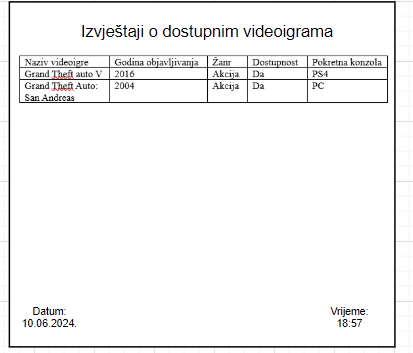 Izvještaji o dostupnim videoigrama
Naziv videoigre Godina objavljivanja Žanr Dostupnost Pokretna konzola
Grand Theft auto V 2016 Akcija Da PS4
Grand Theft Auto: 2004 Akcija Da PC
San Andreas
Datum: Vrijeme:
10.06.2024. 18:57